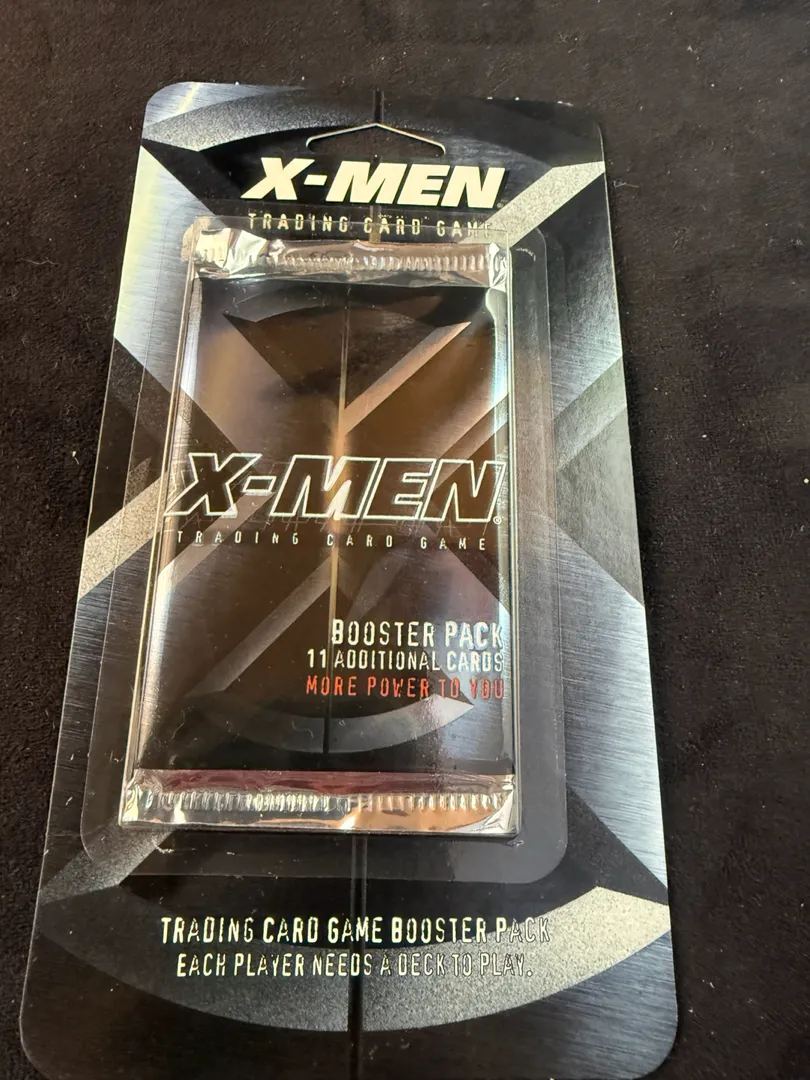 X-MEN
TRADING CARD GAME
X-MEN®
TRADING CARD GAME
BOOSTER PACK
11 ADDITIONAL CARDS
MORE POWER TO YOU
TRADING CARD GAME BOOSTER PACK
EACH PLAYER NEEDS A DECK TO PLAY.